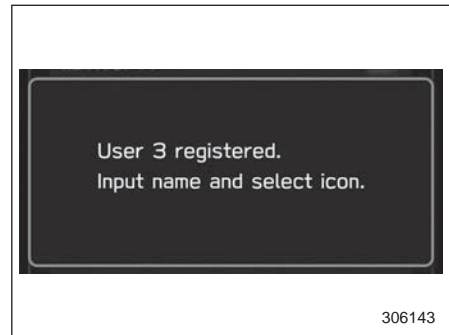 User 3 registered.
Input name and select icon.
306143